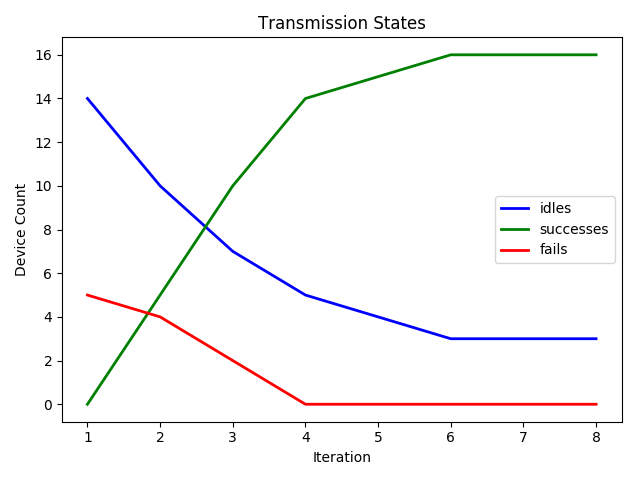 Transmission States
16
14
12
10
8
6
4
2
0
Device Count
idles
successes
fails
1 2 3 4 5 6 7 8
Iteration